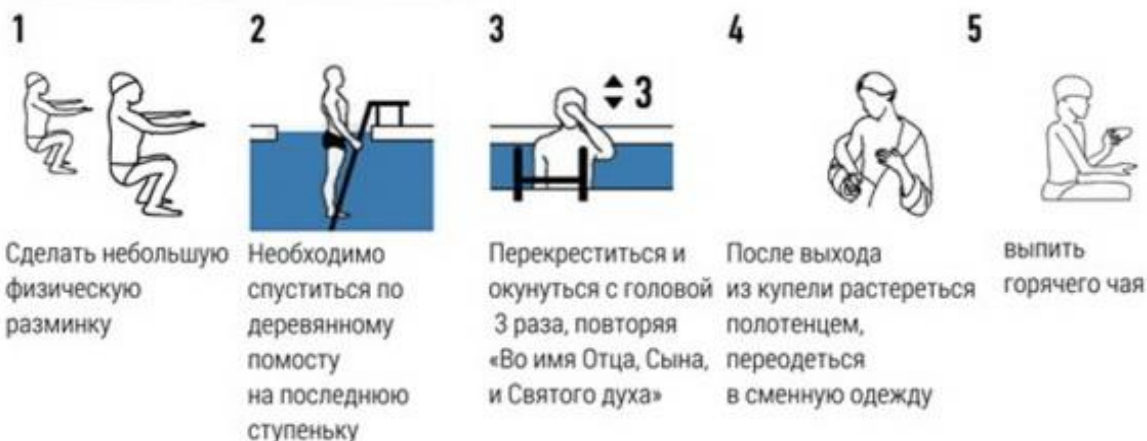 1
Сделать небольшую
физическую
разминку
2
Необходимо
спуститься по
деревянному
помосту
на последнюю
ступеньку
3
3
Перекреститься и
окунуться с головой
3 раза, повторяя
«Во имя Отца, Сына,
и Святого духа»
4
После выхода
из купели растереться
полотенцем,
переодеться
в сменную одежду
5
выпить
горячего чая